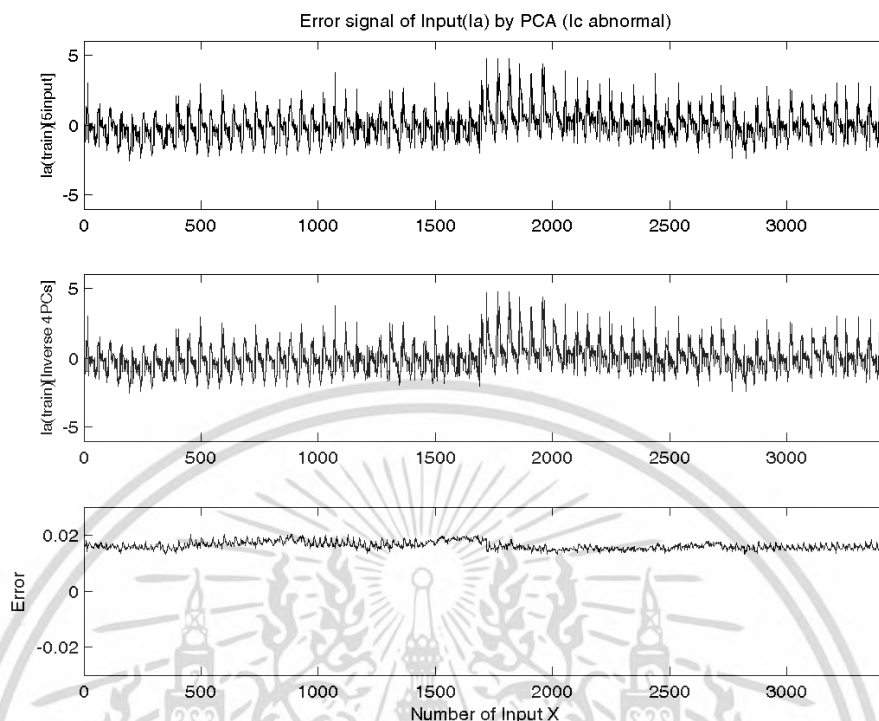 Error signal of Input(Ia) by PCA (Ic abnormal)
Ia(train)[6input]
5
0
-5
0 500 1000 1500 2000 2500 3000
Ia(train)[Inverse 4PCs]
5
0
-5
0 500 1000 1500 2000 2500 3000
Error
0.02
0
-0.02
0 500 1000 1500 2000 2500 3000
Number of Input X